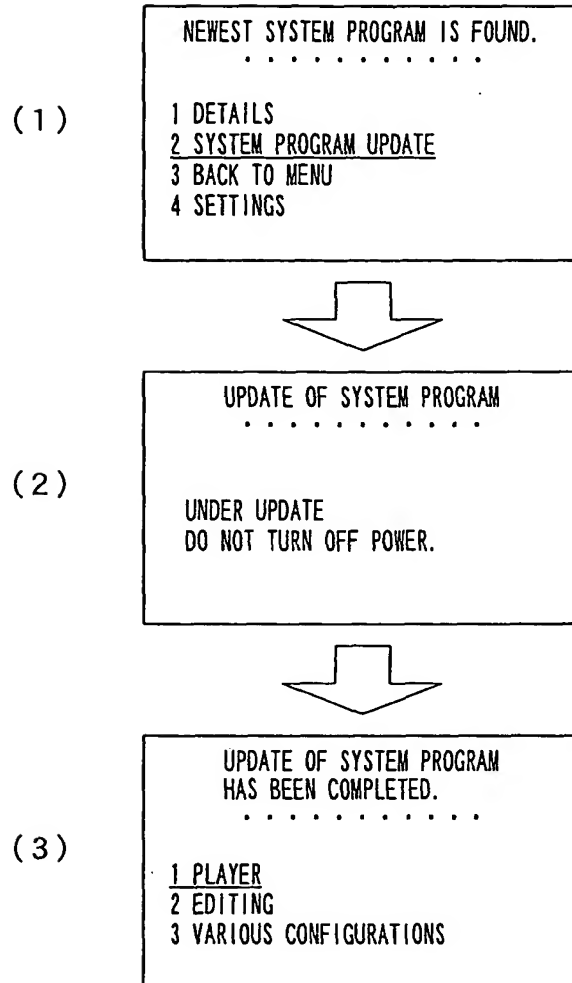 (1)
NEWEST SYSTEM PROGRAM IS FOUND.
. . . . . . . . . . .
1 DETAILS
2 SYSTEM PROGRAM UPDATE
3 BACK TO MENU
4 SETTINGS
(2)
UPDATE OF SYSTEM PROGRAM
. . . . . . . . . . .
UNDER UPDATE
DO NOT TURN OFF POWER.
(3)
UPDATE OF SYSTEM PROGRAM
HAS BEEN COMPLETED.
. . . . . . . . . . .
1 PLAYER
2 EDITING
3 VARIOUS CONFIGURATIONS